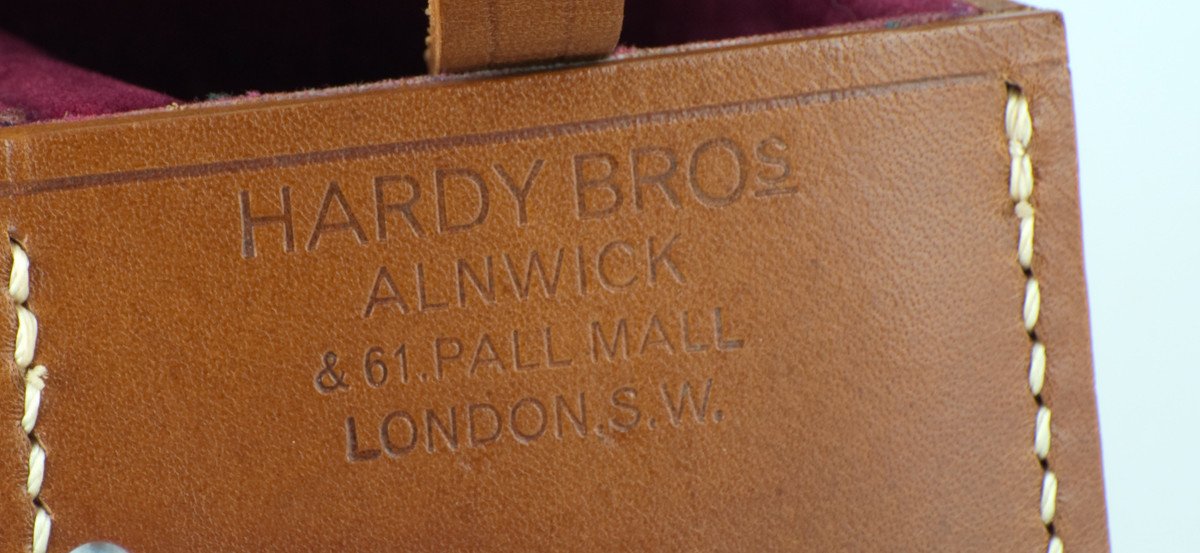 HARDY BROS
ALNWICK
& 61.PALL MALL
LONDON.S.W.